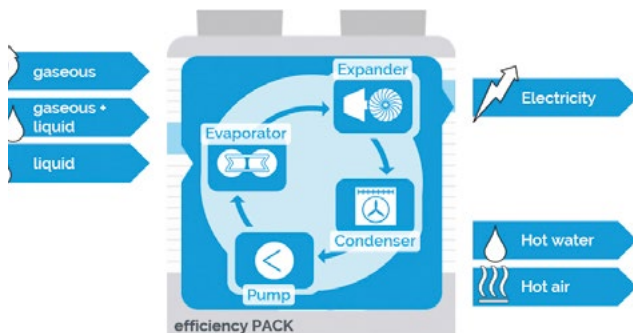 gaseous
gaseous +
liquid
liquid
Expander
Evaporator
Condenser
Pump
Electricity
Hot water
Hot air
efficiency PACK